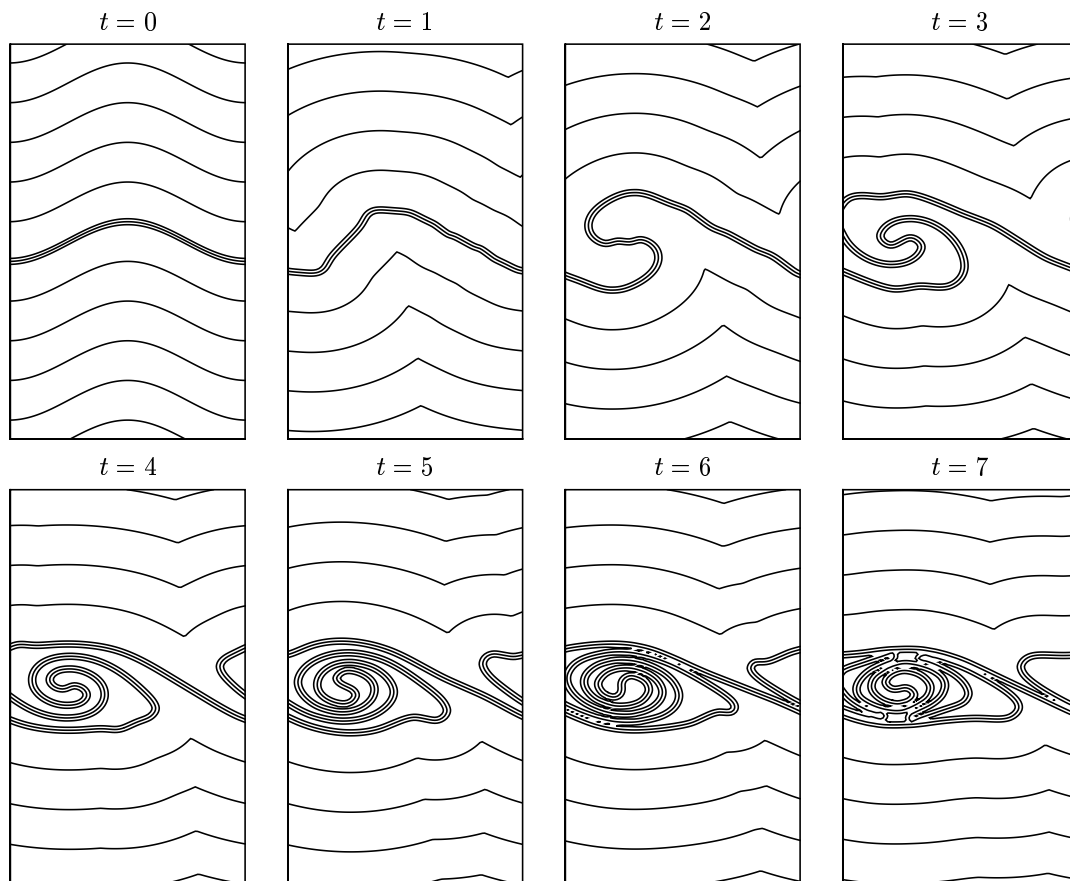 t = 0
t = 1
t = 2
t = 3
t = 4
t = 5
t = 6
t = 7